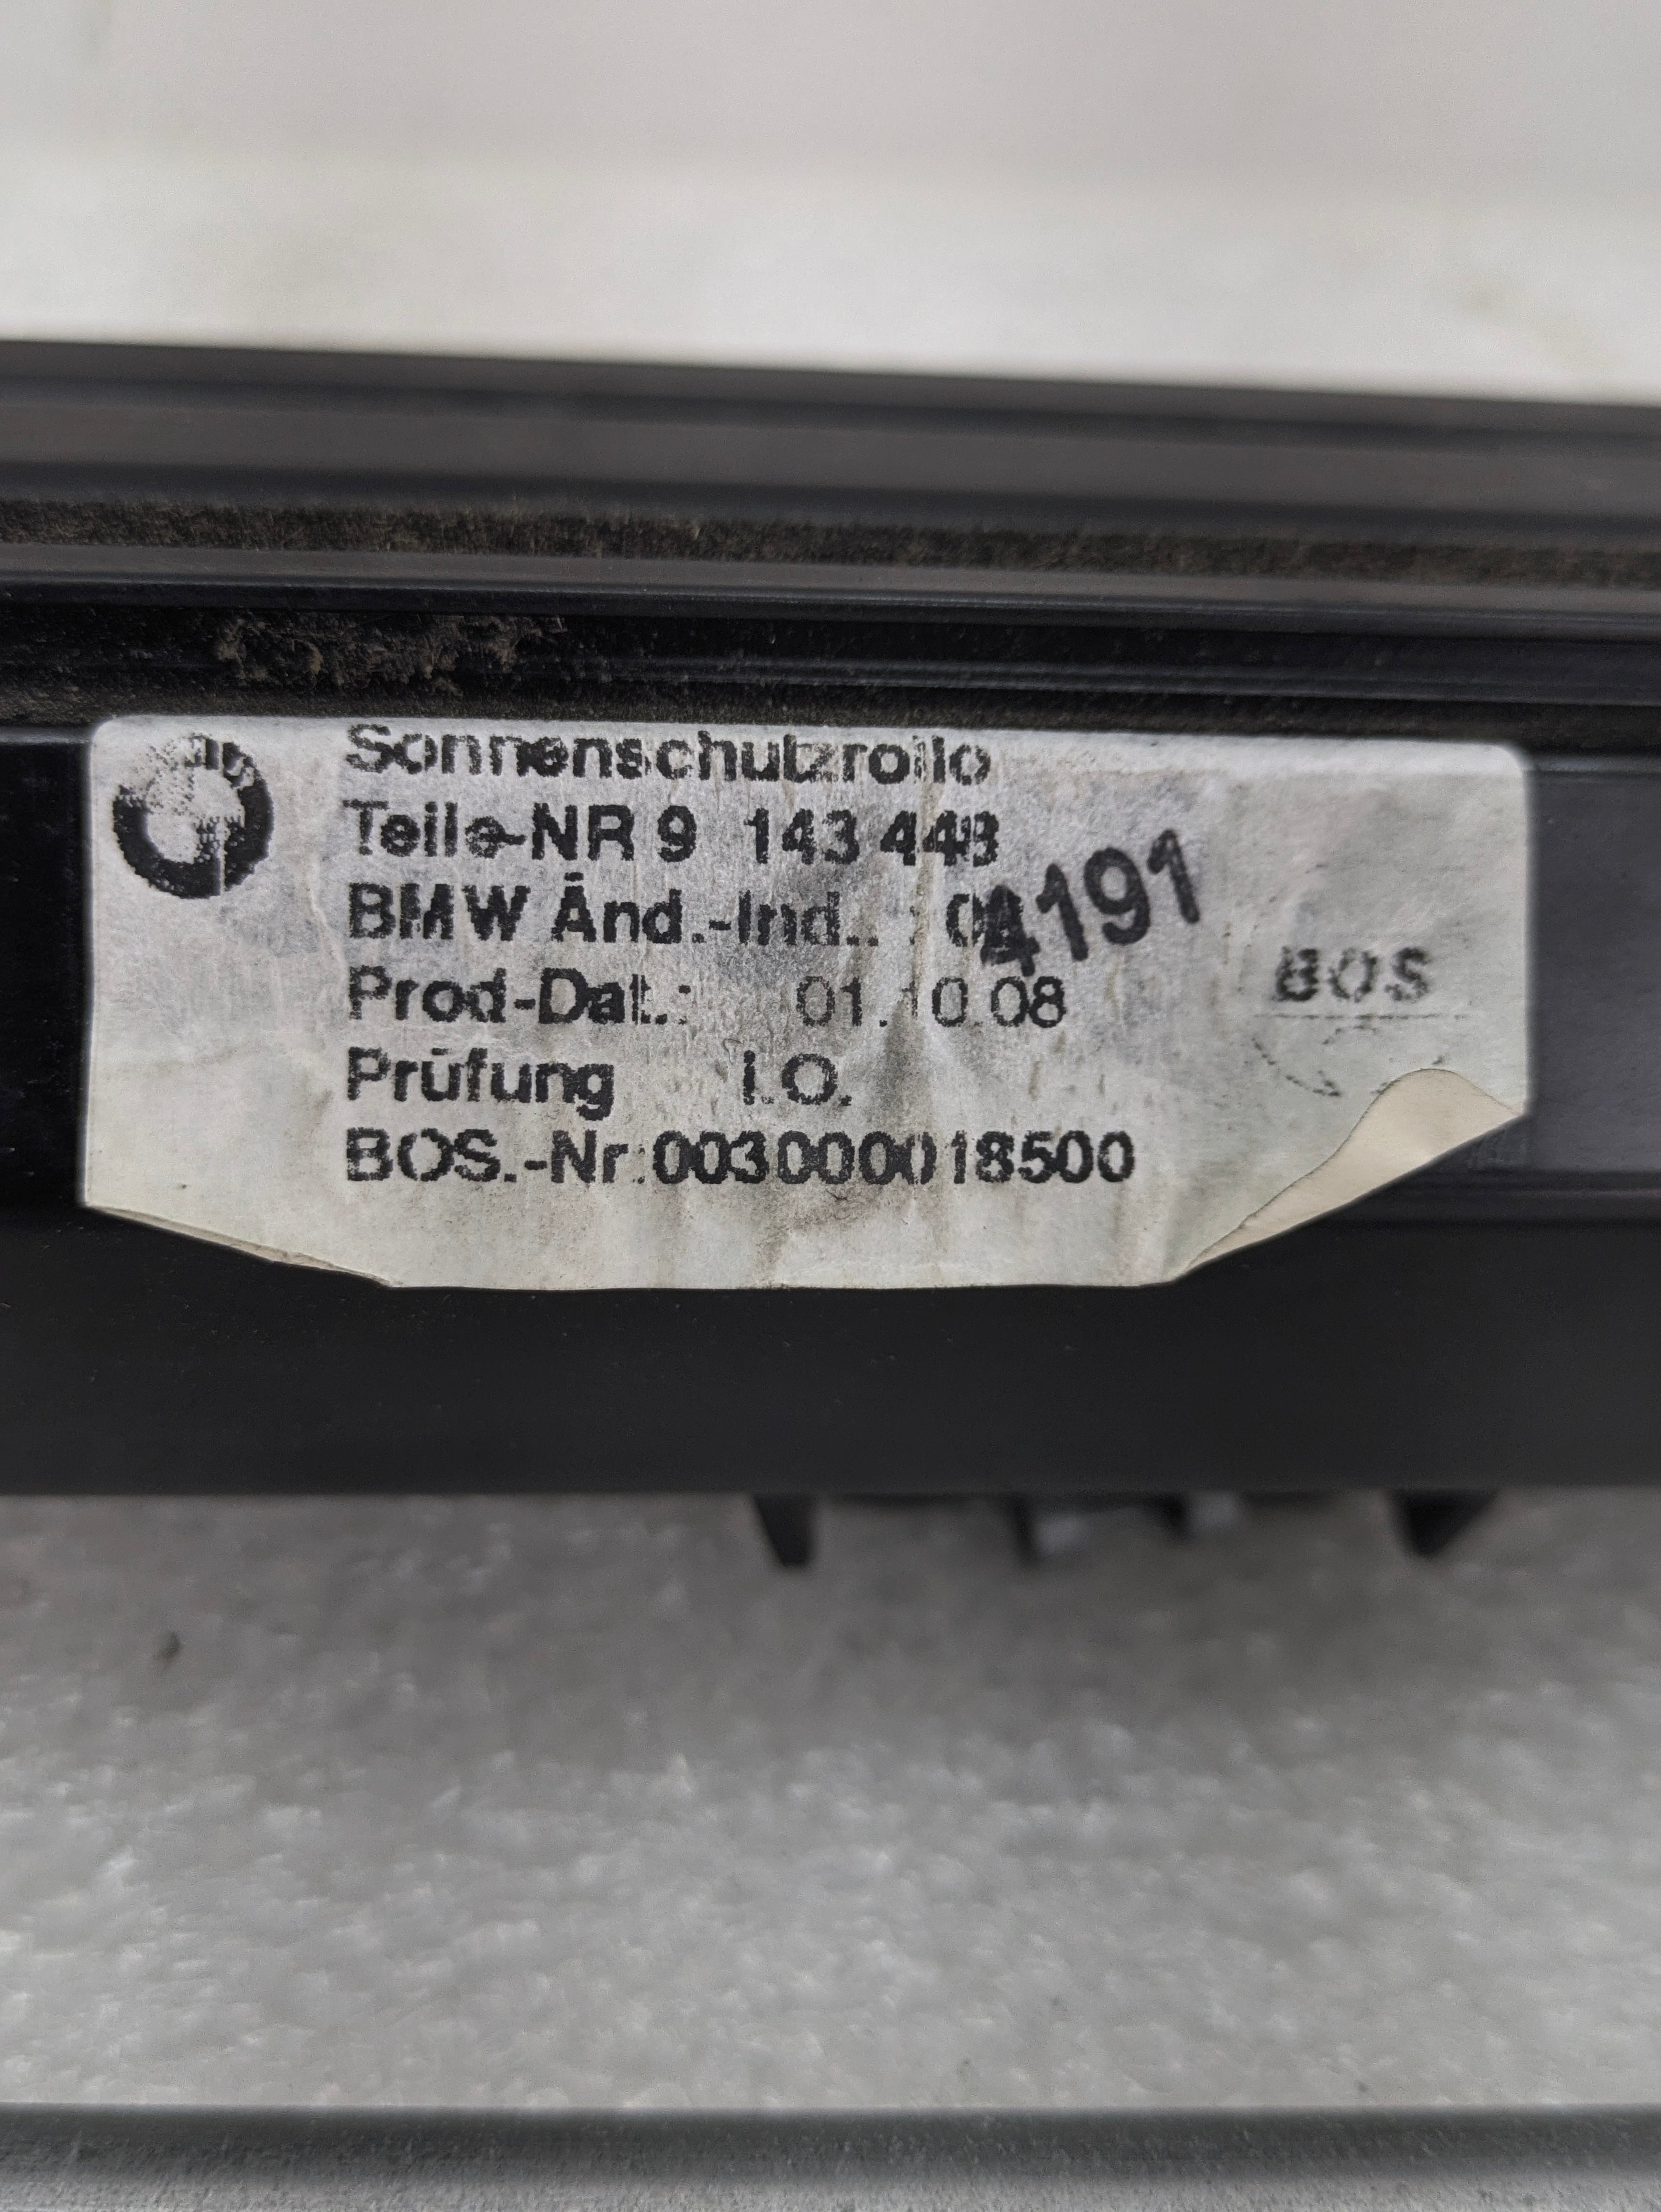 Sonnenschutzrollo
Teile-NR 9 143 443
BMW Änd.-Ind.. :
4191
Prod-Dat.: 01.10.08
BOS
Prüfung I.O.
BOS.-Nr:003000018500